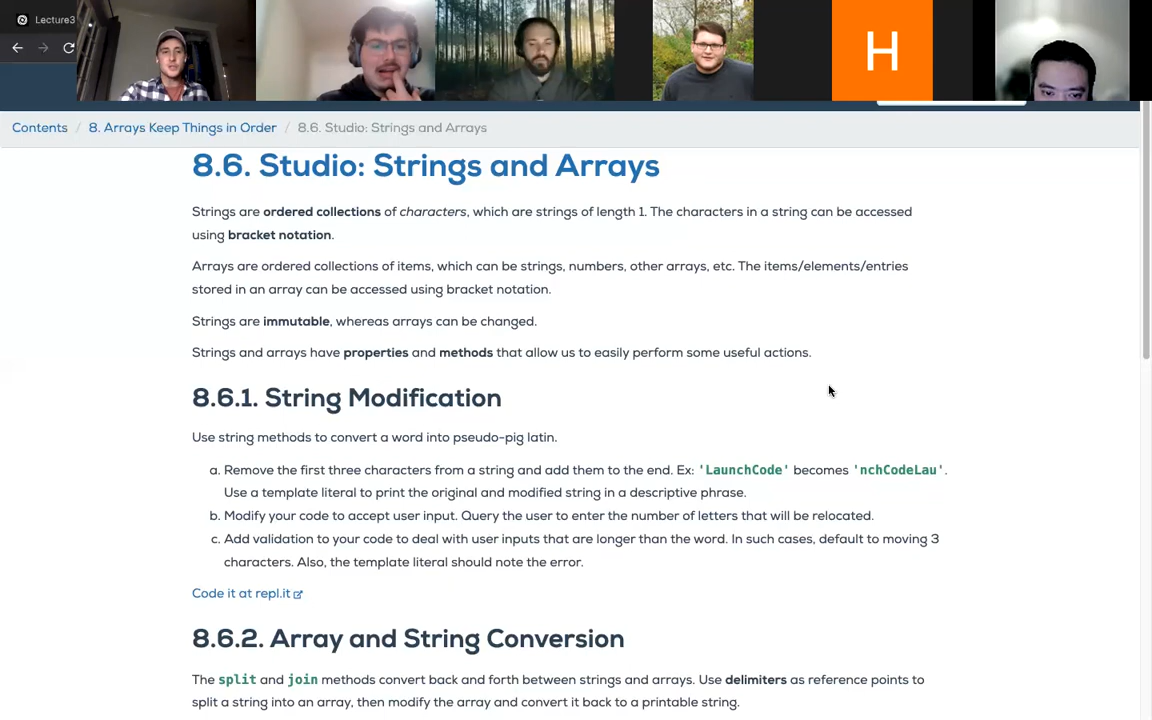 Lecture3
H
Contents / 8. Arrays Keep Things in Order / 8.6. Studio: Strings and Arrays
8.6. Studio: Strings and Arrays
Strings are ordered collections of characters, which are strings of length 1. The characters in a string can be accessed
using bracket notation.
Arrays are ordered collections of items, which can be strings, numbers, other arrays, etc. The items/elements/entries
stored in an array can be accessed using bracket notation.
Strings are immutable, whereas arrays can be changed.
Strings and arrays have properties and methods that allow us to easily perform some useful actions.
8.6.1. String Modification
Use string methods to convert a word into pseudo-pig latin.
a. Remove the first three characters from a string and add them to the end. Ex: 'LaunchCode' becomes 'nchCodeLau'.
Use a template literal to print the original and modified string in a descriptive phrase.
b. Modify your code to accept user input. Query the user to enter the number of letters that will be relocated.
c. Add validation to your code to deal with user inputs that are longer than the word. In such cases, default to moving 3
characters. Also, the template literal should note the error.
Code it at repl.it
8.6.2. Array and String Conversion
The split and join methods convert back and forth between strings and arrays. Use delimiters as reference points to
split a string into an array, then modify the array and convert it back to a printable string.